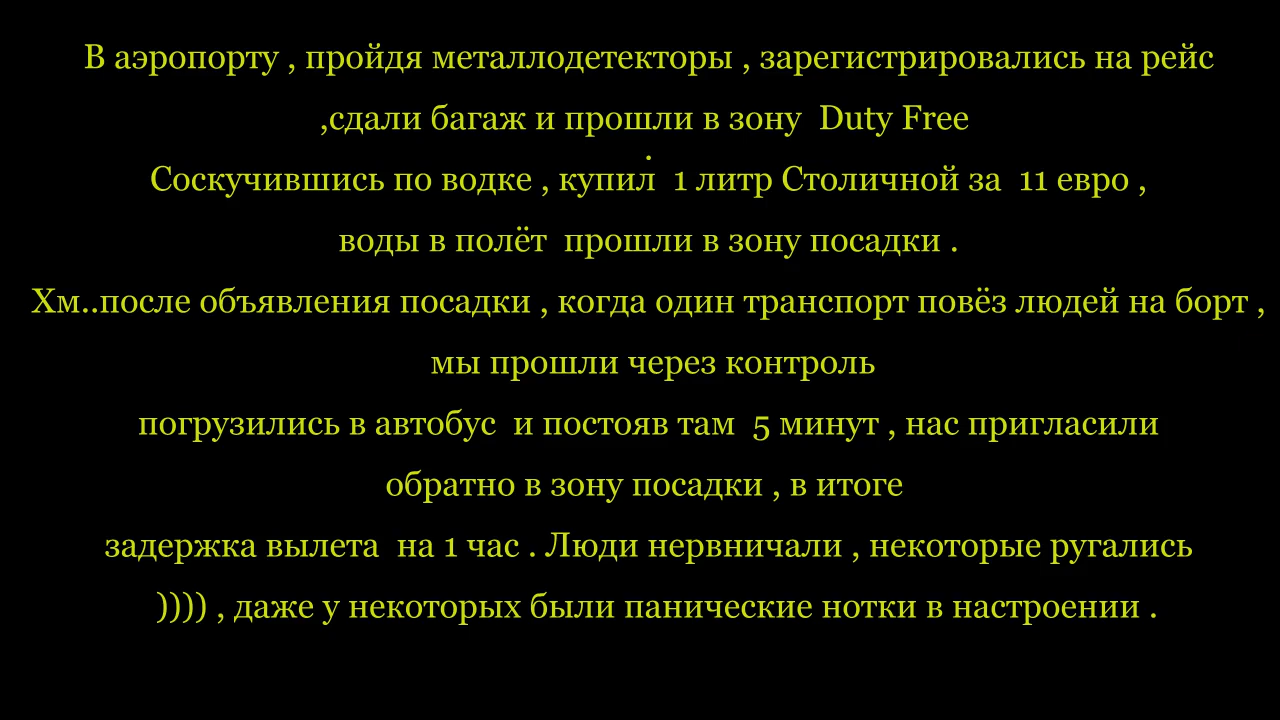 В аэропорту , пройдя металлодетекторы , зарегистрировались на рейс
,сдали багаж и прошли в зону  Duty Free
.
Соскучившись по водке , купил  1 литр Столичной за  11 евро ,
воды в полёт  прошли в зону посадки .
Хм..после объявления посадки , когда один транспорт повёз людей на борт ,
мы прошли через контроль
погрузились в автобус  и постояв там  5 минут , нас пригласили
обратно в зону посадки , в итоге
задержка вылета  на 1 час . Люди нервничали , некоторые ругались
)))) , даже у некоторых были панические нотки в настроении .